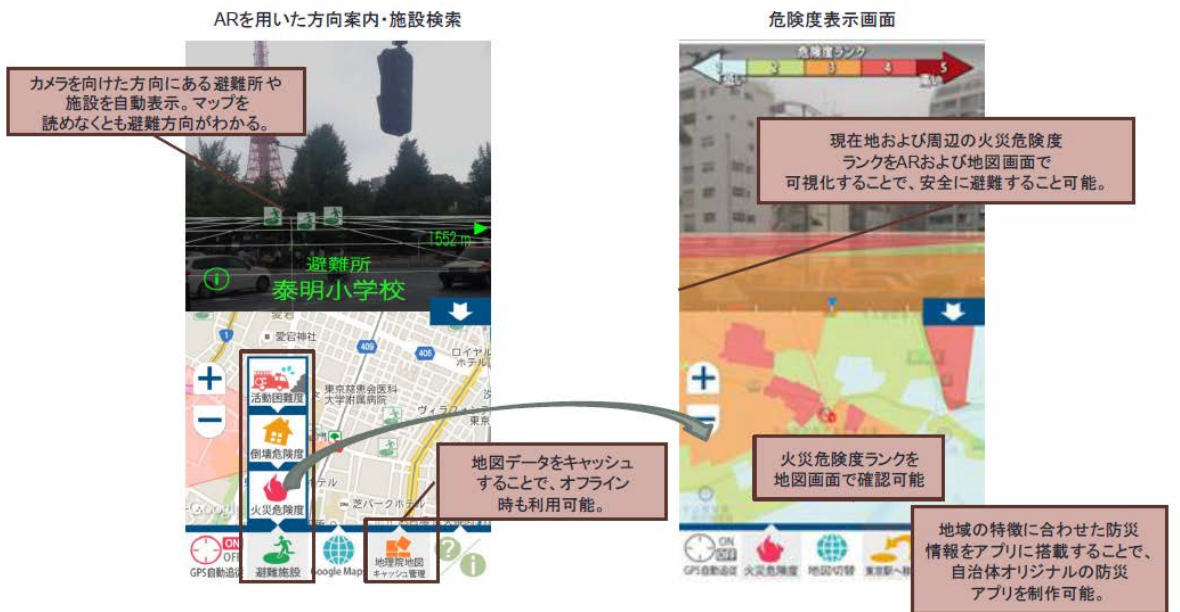 ARを用いた方向案内・施設検索
カメラを向けた方向にある避難所や
施設を自動表示。マップを
読めなくとも避難方向がわかる。
1552 m
避難所
泰明小学校
愛宕
愛宕神社
1
409
405
ロイヤル
ホテル
東京慈恵会医科
大学附属病院
活動困難度
倒壊危険度
火災危険度
芝パークホテル
地図データをキャッシュ
することで、オフライン
時も利用可能。
ON
OFF
GPS自動追従
避難施設
Google Maps
地理院地図
キャッシュ管理
危険度表示画面
危険度ランク
1
2
3
4
5
低い
高い
現在地および周辺の火災危険度
ランクをARおよび地図画面で
可視化することで、安全に避難すること可能。
火災危険度ランクを
地図画面で確認可能
地域の特徴に合わせた防災
情報をアプリに搭載することで、
自治体オリジナルの防災
アプリを制作可能。
ON
OFF
GPS自動追従
火災危険度
地図切替